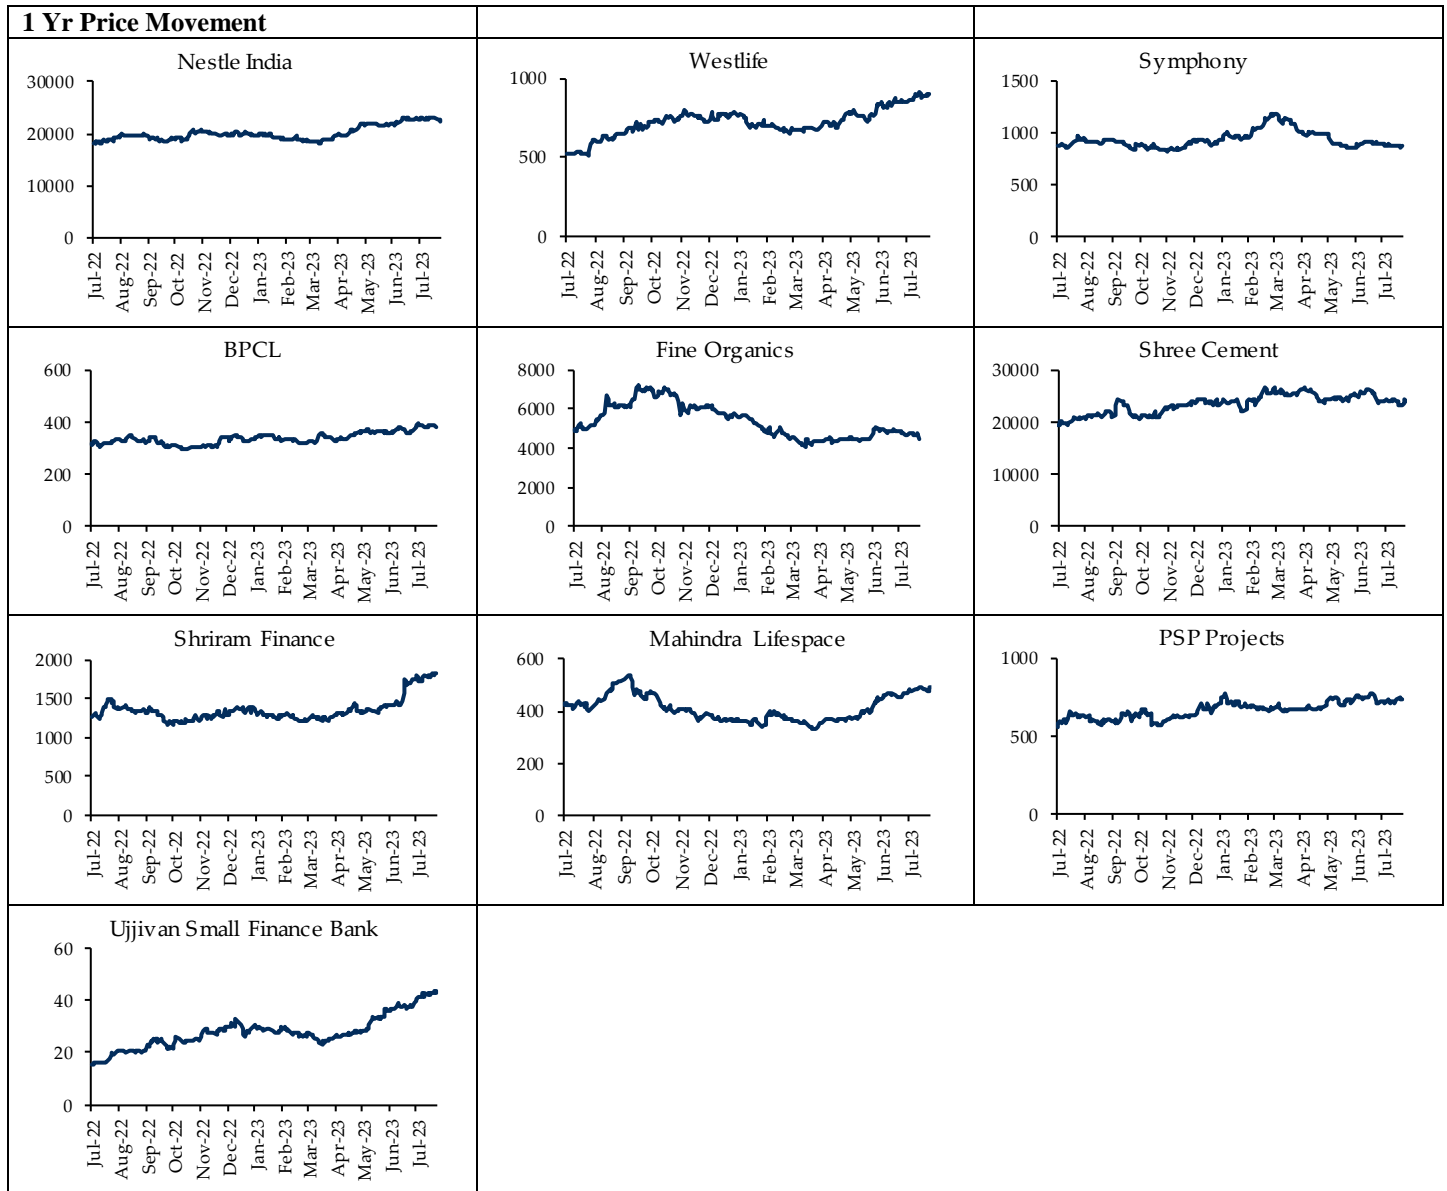 1 Yr Price Movement
Nestle India
30000
20000
10000
0
Jul-22
Aug-22
Sep-22
Oct-22
Nov-22
Dec-22
Jan-23
Feb-23
Mar-23
Apr-23
May-23
Jun-23
Jul-23
Westlife
1000
500
0
Jul-22
Aug-22
Sep-22
Oct-22
Nov-22
Dec-22
Jan-23
Feb-23
Mar-23
Apr-23
May-23
Jun-23
Jul-23
Symphony
1500
1000
500
0
Jul-22
Aug-22
Sep-22
Oct-22
Nov-22
Dec-22
Jan-23
Feb-23
Mar-23
Apr-23
May-23
Jun-23
Jul-23
BPCL
600
400
200
0
Jul-22
Aug-22
Sep-22
Oct-22
Nov-22
Dec-22
Jan-23
Feb-23
Mar-23
Apr-23
May-23
Jun-23
Jul-23
Fine Organics
8000
6000
4000
2000
0
Jul-22
Aug-22
Sep-22
Oct-22
Nov-22
Dec-22
Jan-23
Feb-23
Mar-23
Apr-23
May-23
Jun-23
Jul-23
Shree Cement
30000
20000
10000
0
Jul-22
Aug-22
Sep-22
Oct-22
Nov-22
Dec-22
Jan-23
Feb-23
Mar-23
Apr-23
May-23
Jun-23
Jul-23
Shriram Finance
2000
1500
1000
500
0
Jul-22
Aug-22
Sep-22
Oct-22
Nov-22
Dec-22
Jan-23
Feb-23
Mar-23
Apr-23
May-23
Jun-23
Jul-23
Mahindra Lifespace
600
400
200
0
Jul-22
Aug-22
Sep-22
Oct-22
Nov-22
Dec-22
Jan-23
Feb-23
Mar-23
Apr-23
May-23
Jun-23
Jul-23
PSP Projects
1000
500
0
Jul-22
Aug-22
Sep-22
Oct-22
Nov-22
Dec-22
Jan-23
Feb-23
Mar-23
Apr-23
May-23
Jun-23
Jul-23
Ujjivan Small Finance Bank
60
40
20
0
Jul-22
Aug-22
Sep-22
Oct-22
Nov-22
Dec-22
Jan-23
Feb-23
Mar-23
Apr-23
May-23
Jun-23
Jul-23